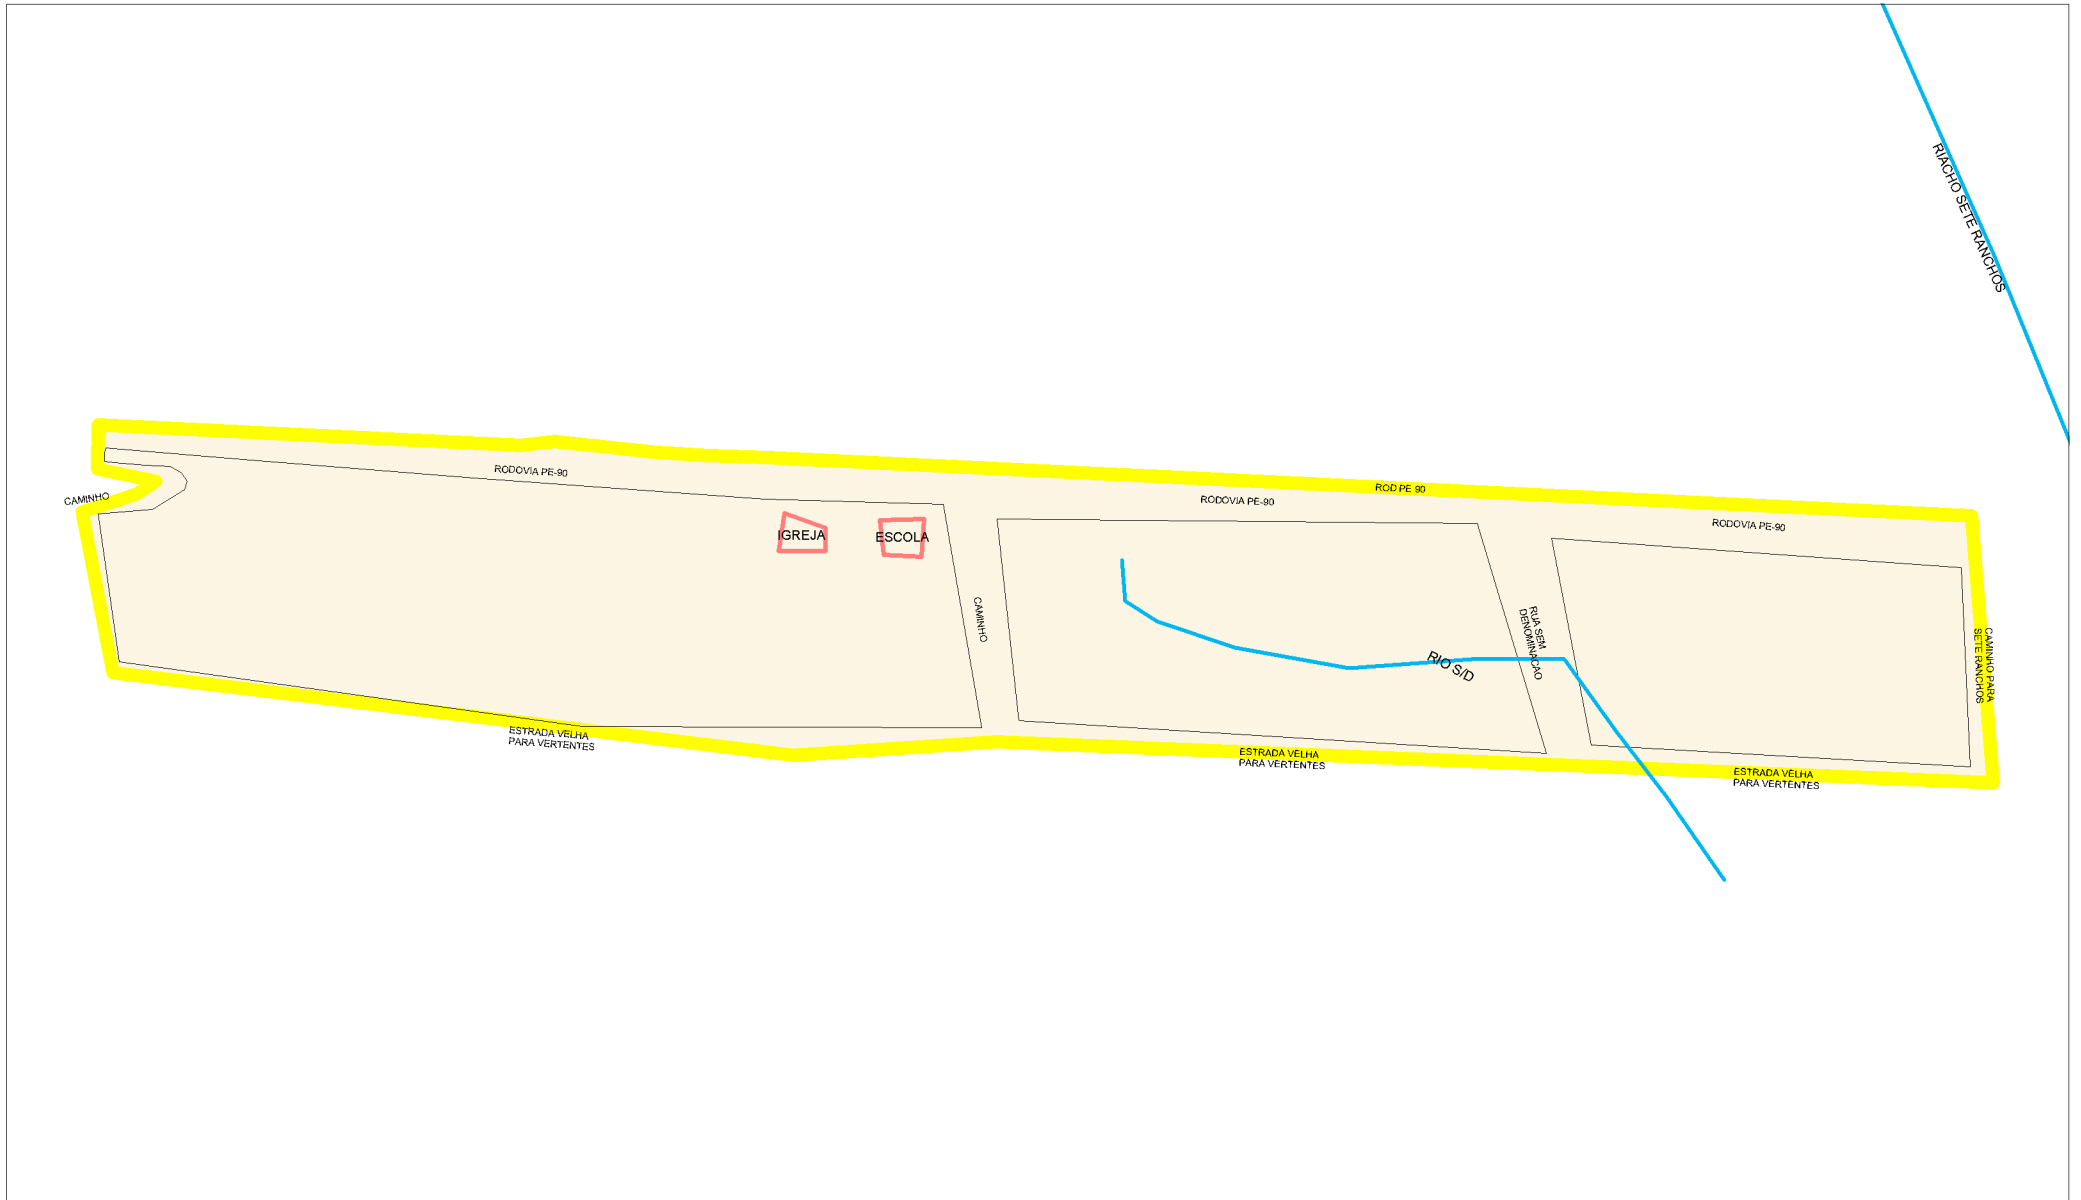 RIACHO SETE RANCHOS
RODOVIA PE-90
ROD PE 90
RODOVIA PE-90
RODOVIA PE-90
CAMINHO
IGREJA
ESCOLA
CAMINHO
RUA SEM
DENOMINACAO
RIO S/D
CAMINHO PARA
SETE RANCHOS
ESTRADA VELHA
PARA VERTENTES
ESTRADA VELHA
PARA VERTENTES
ESTRADA VELHA
PARA VERTENTES